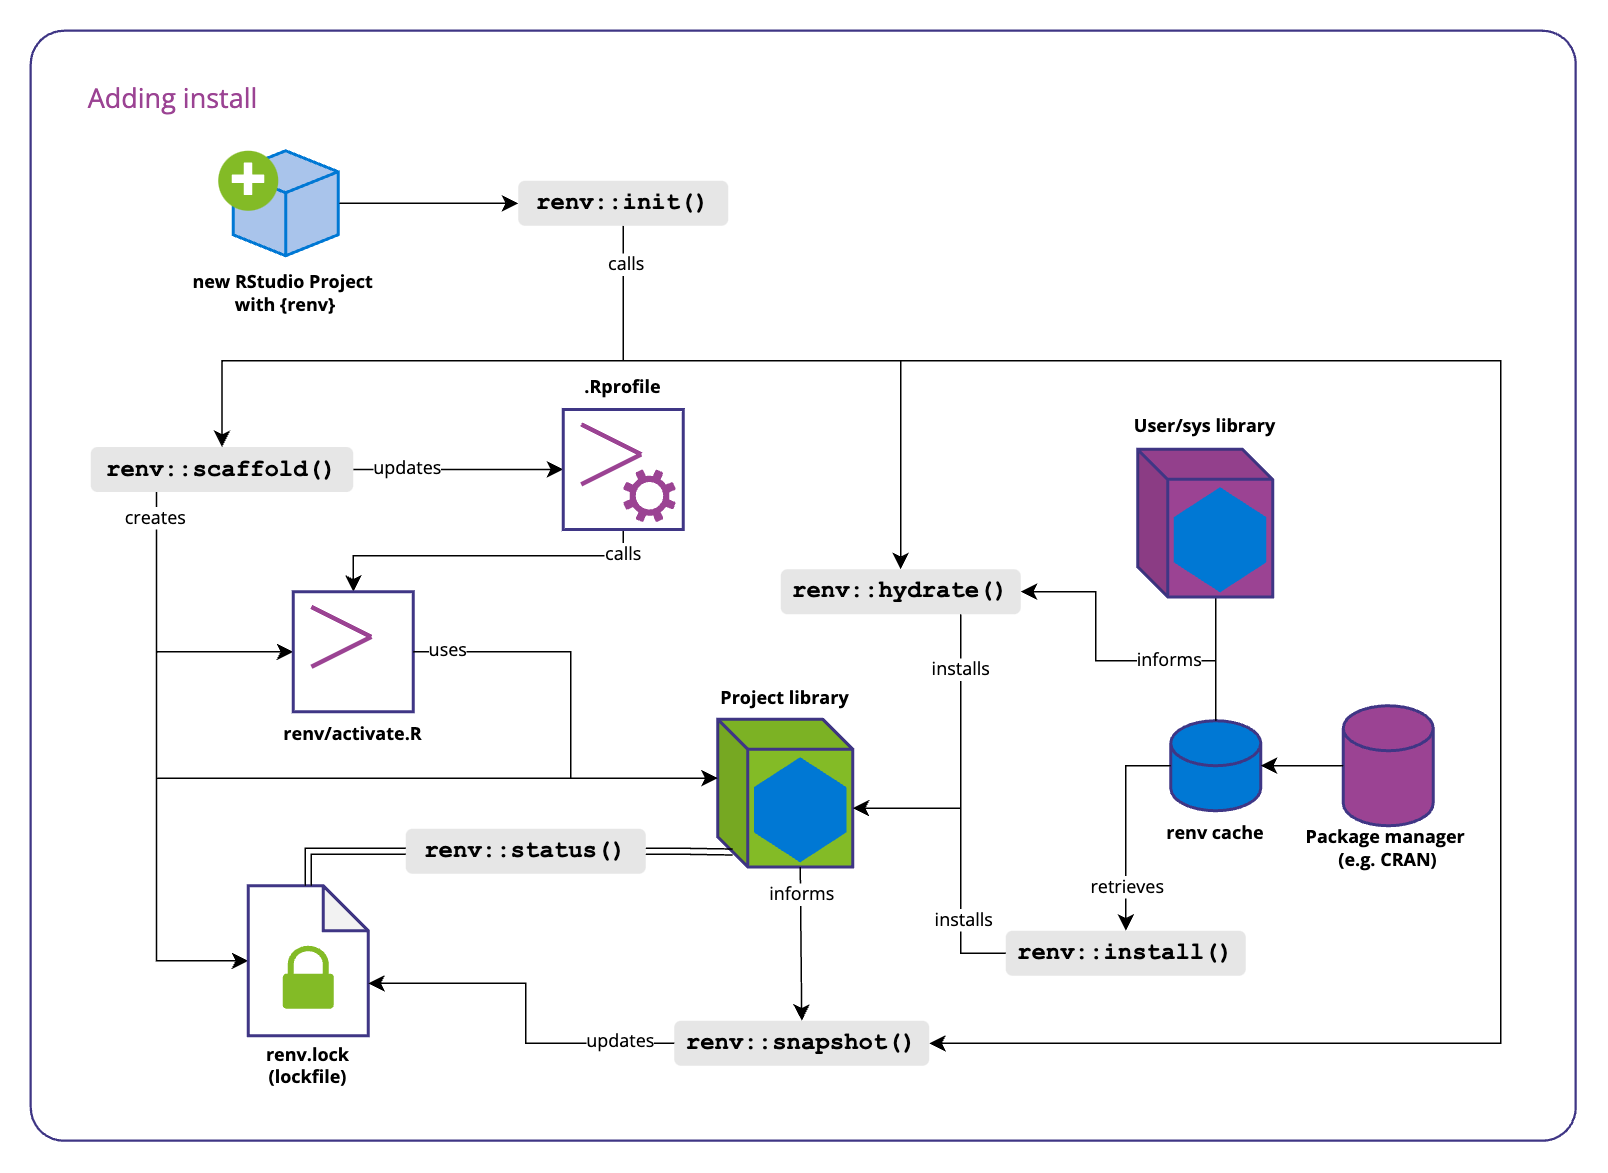 Adding install
renv::init()
new RStudio Project
with {renv}
calls
.Rprofile
User/sys library
renv::scaffold()
updates
creates
calls
renv::hydrate()
uses
installs
informs
Project library
renv/activate.R
renv cache
Package manager
(e.g. CRAN)
renv::status()
informs
retrieves
installs
renv::install()
updates
renv::snapshot()
renv.lock
(lockfile)